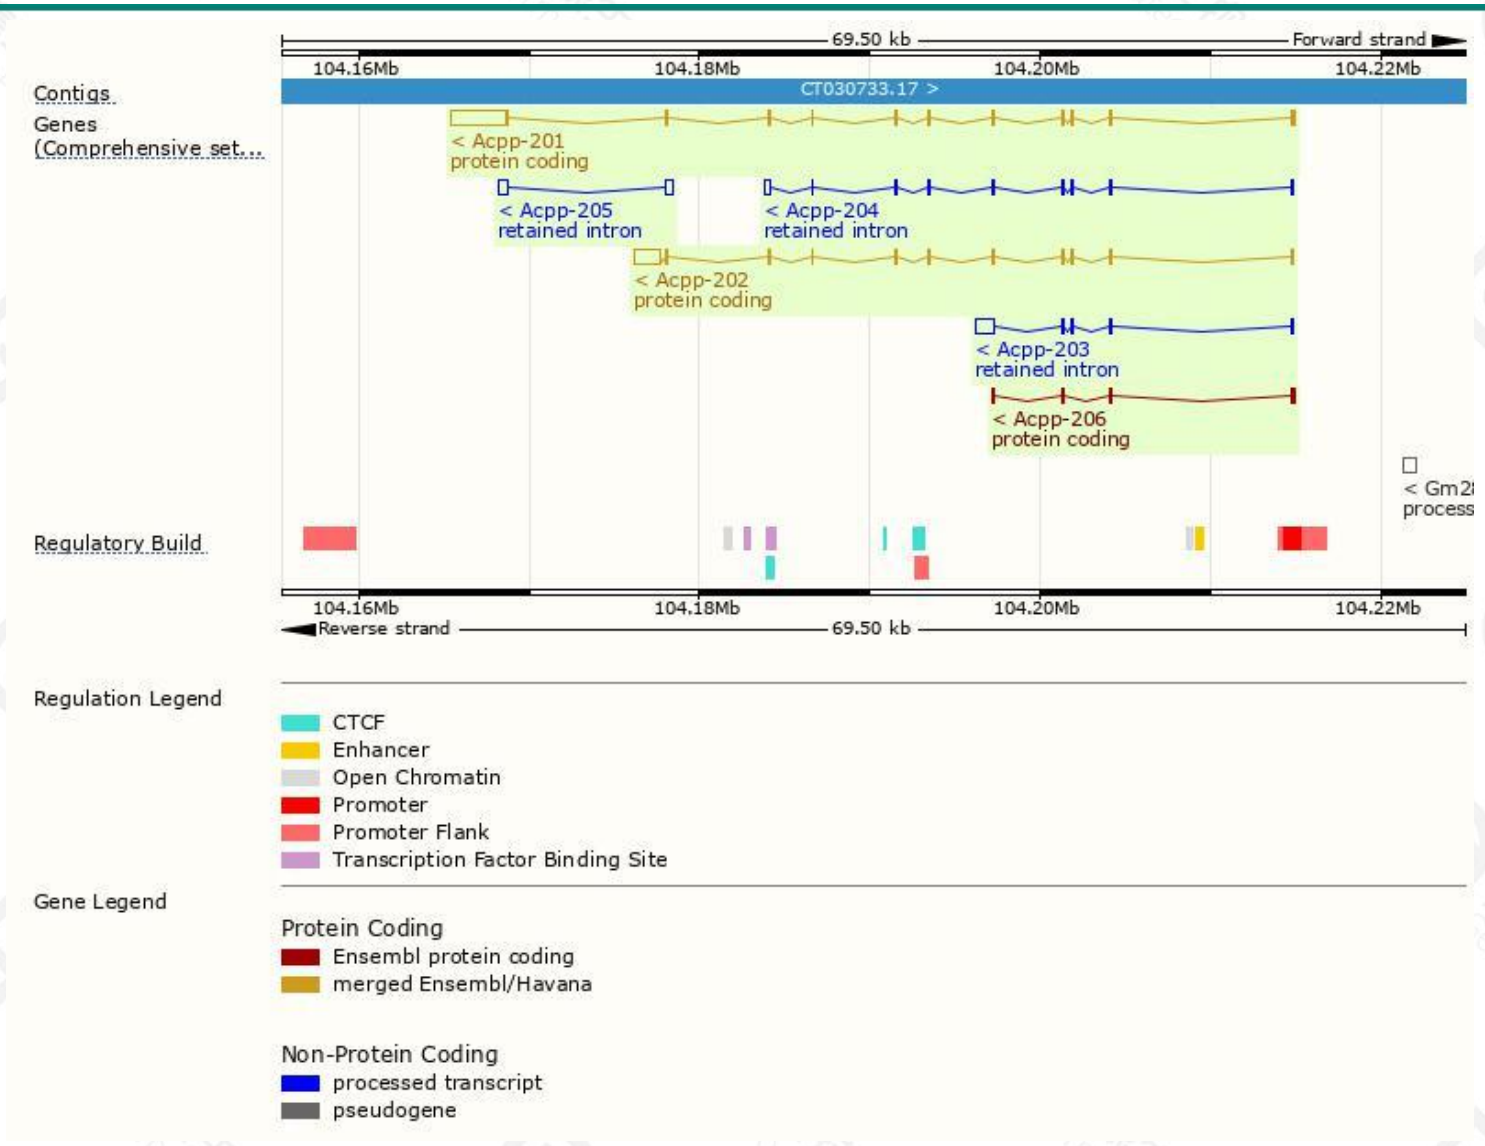 69.50 kb
Forward strand
104.16Mb 104.18Mb 104.20Mb 104.22Mb
Contigs
CT030733.17 >
Genes
(Comprehensive set...
< Acpp-201
protein coding
< Acpp-205
retained intron
< Acpp-204
retained intron
< Acpp-202
protein coding
< Acpp-203
retained intron
< Acpp-206
protein coding
< Gm2
process
Regulatory Build
104.16Mb 104.18Mb 104.20Mb 104.22Mb
Reverse strand
69.50 kb
Regulation Legend
CTCF
Enhancer
Open Chromatin
Promoter
Promoter Flank
Transcription Factor Binding Site
Gene Legend
Protein Coding
Ensembl protein coding
merged Ensembl/Havana
Non-Protein Coding
processed transcript
pseudogene